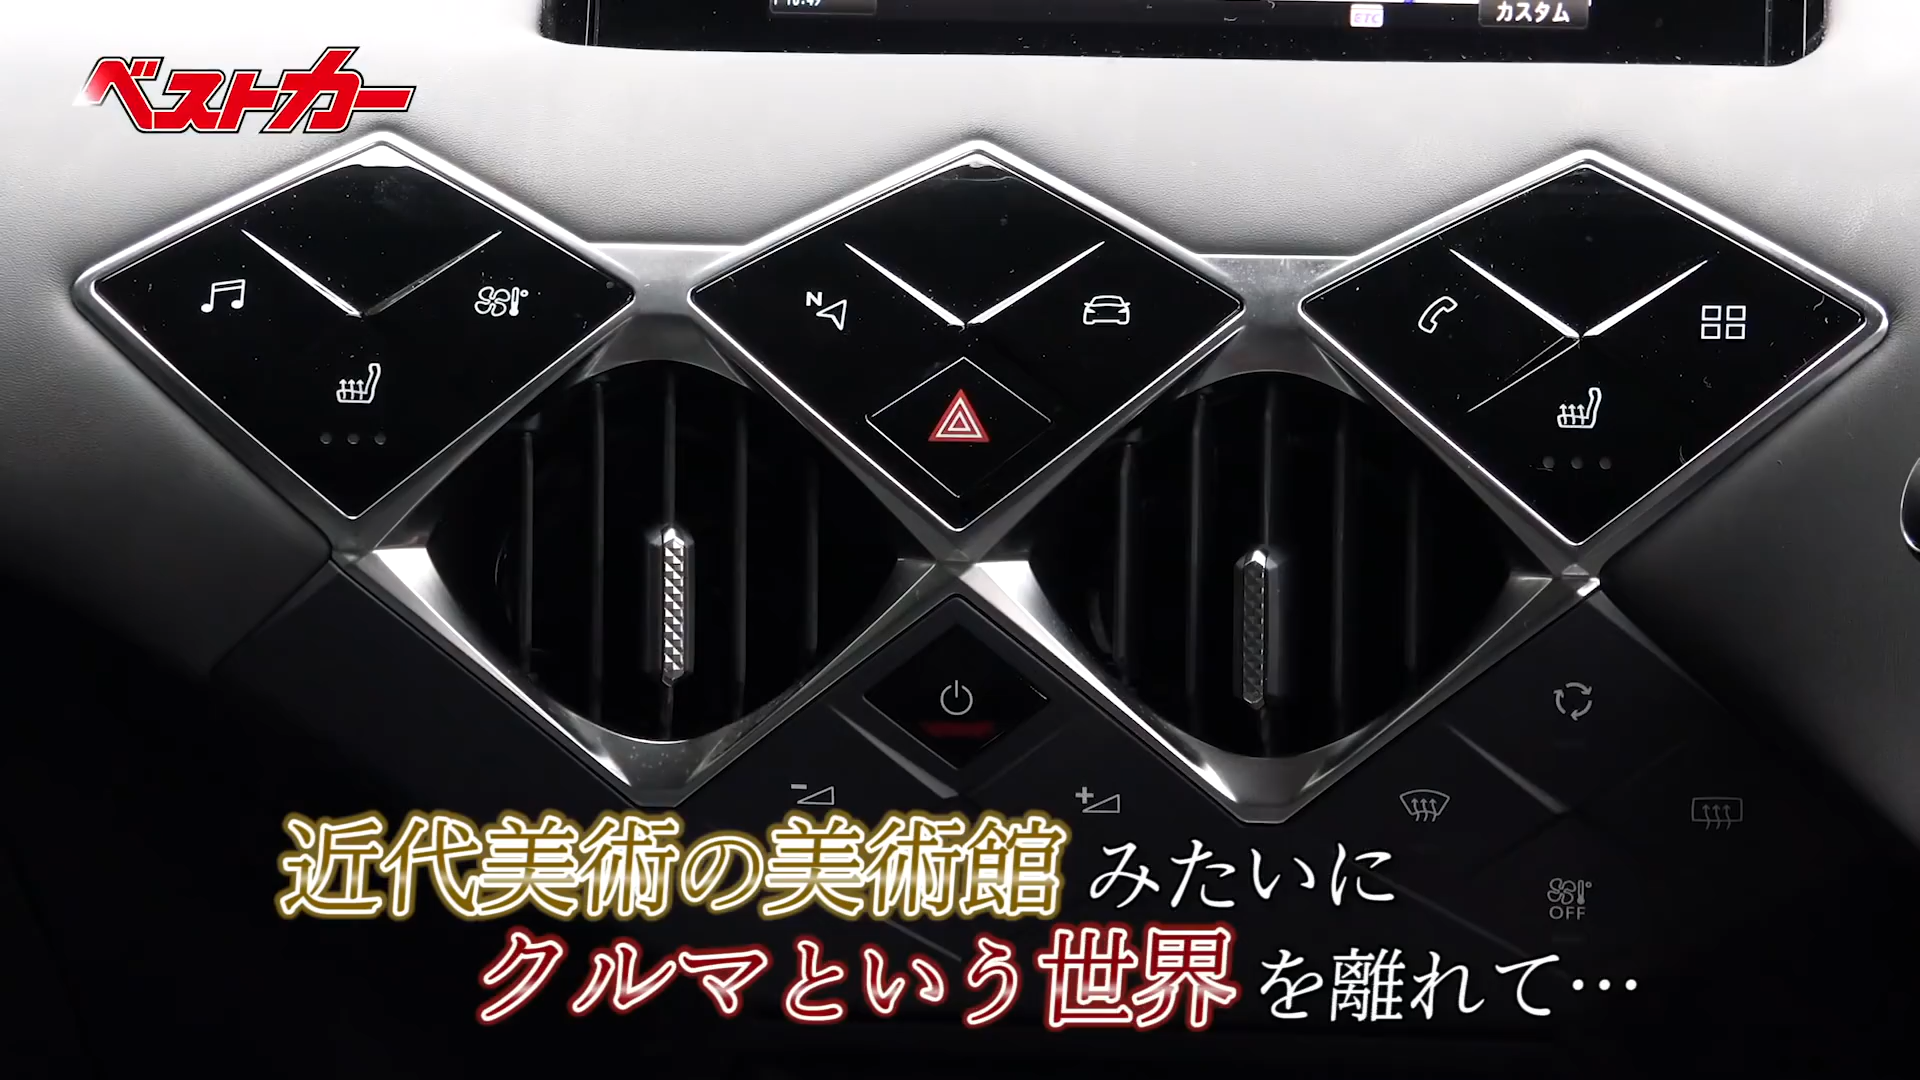 カスタム
ETC
ベストカー
N
OFF
近代美術の美術館みたいに
クルマという世界を離れて…